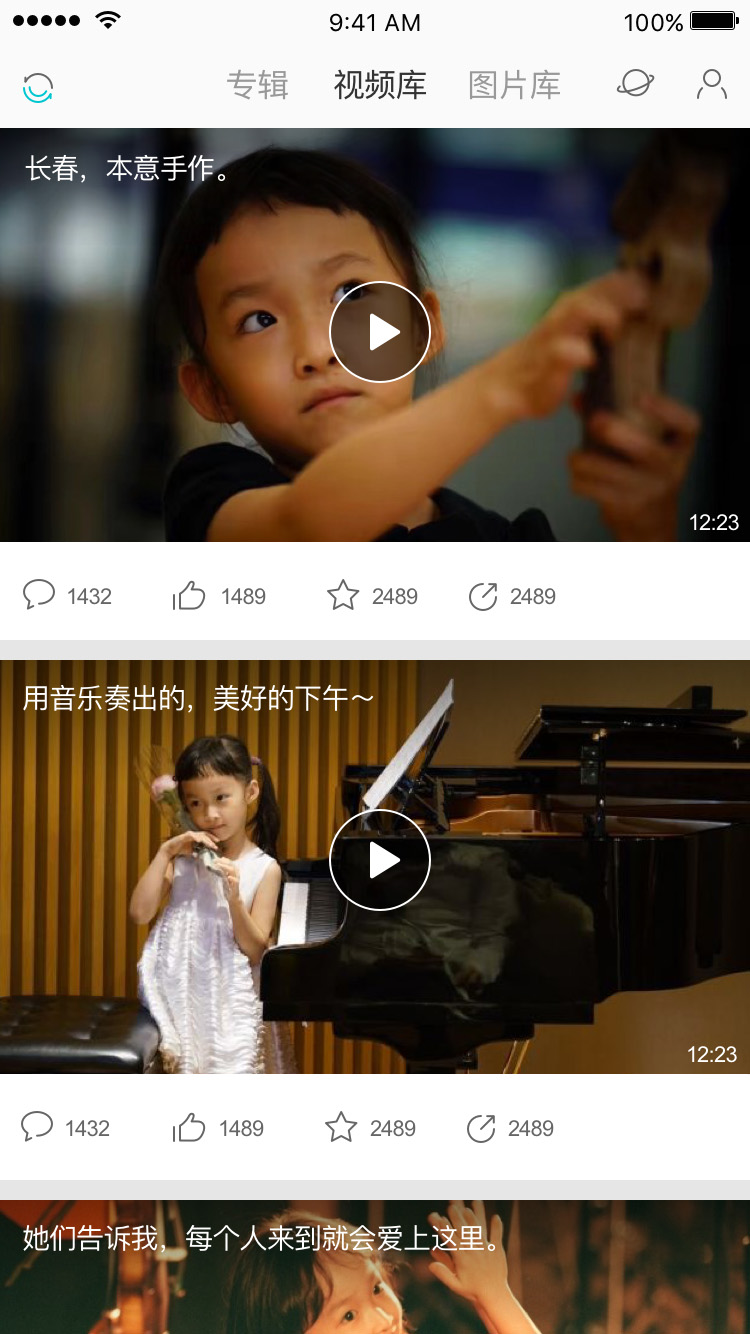 9:41 AM
100%
专辑 视频库 图片库
长春，本意手作。
12:23
1432 1489 2489 2489
用音乐奏出的，美好的下午～
12:23
1432 1489 2489 2489
她们告诉我，每个人来到就会爱上这里。